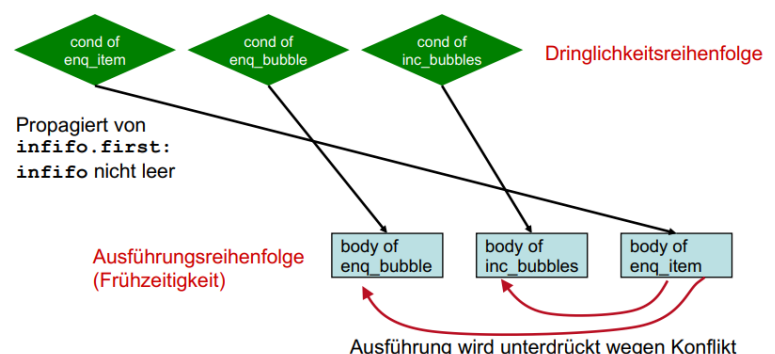 cond of
enq_item
cond of
enq_bubble
cond of
inc_bubbles
Dringlichkeitsreihenfolge
Propagiert von
infifo.first:
infifo nicht leer
Ausführungsreihenfolge
(Frühzeitigkeit)
body of
enq_bubble
body of
inc_bubbles
body of
enq_item
Ausführung wird unterdrückt wegen Konflikt